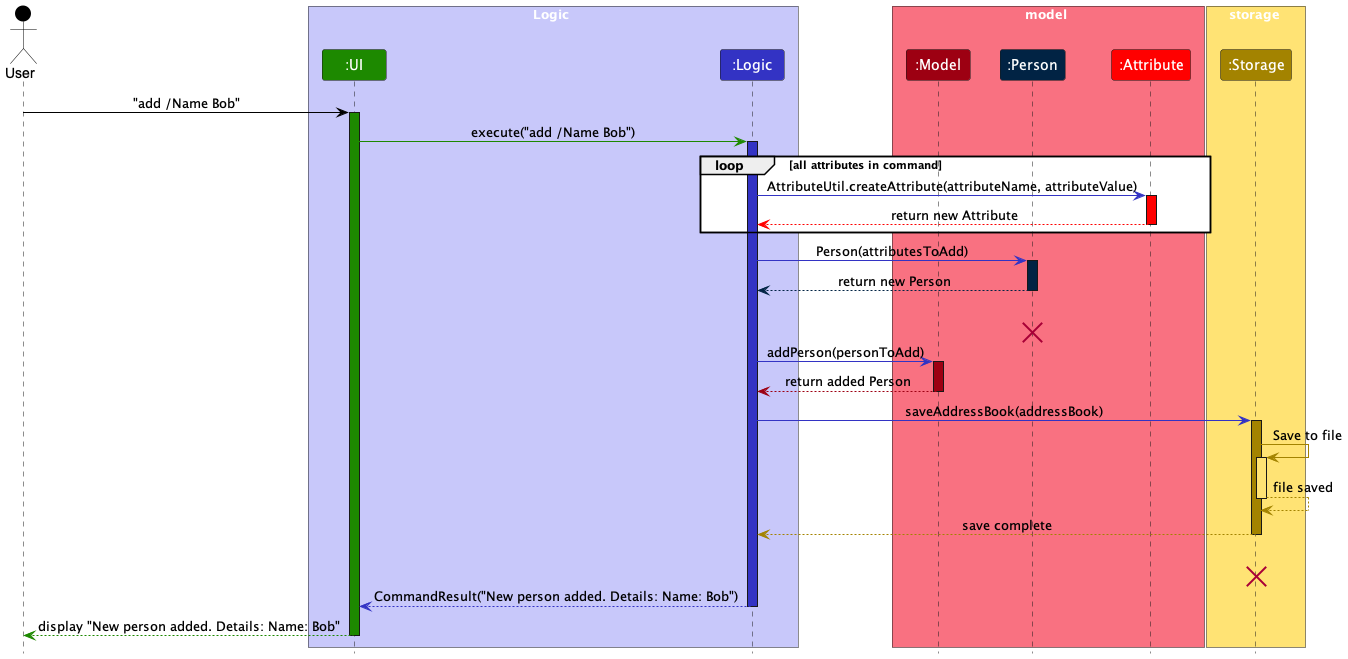 Logic
model
storage
User
:UI
:Logic
:Model
:Person
:Attribute
:Storage
"add /Name Bob"
execute("add /Name Bob")
loop
[all attributes in command]
AttributeUtil.createAttribute(attributeName, attributeValue)
return new Attribute
Person(attributesToAdd)
return new Person
addPerson(personToAdd)
return added Person
saveAddressBook(addressBook)
Save to file
file saved
save complete
CommandResult("New person added. Details: Name: Bob")
display "New person added. Details: Name: Bob"